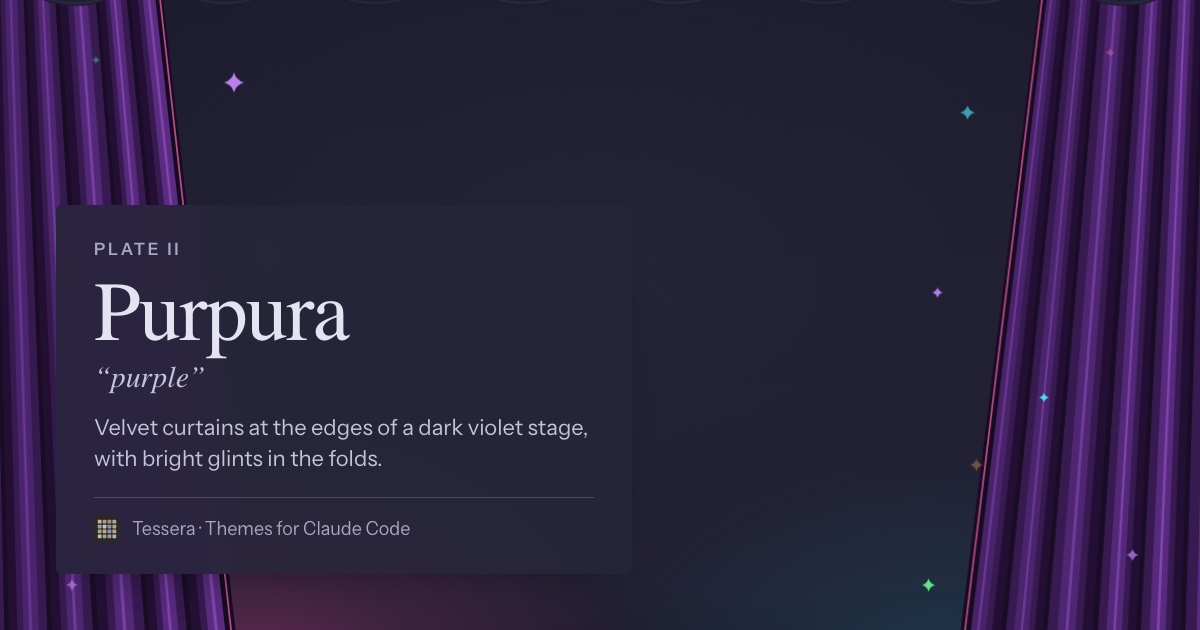 PLATE II
Purpura
“purple”
Velvet curtains at the edges of a dark violet stage,
with bright glints in the folds.
Tessera · Themes for Claude Code